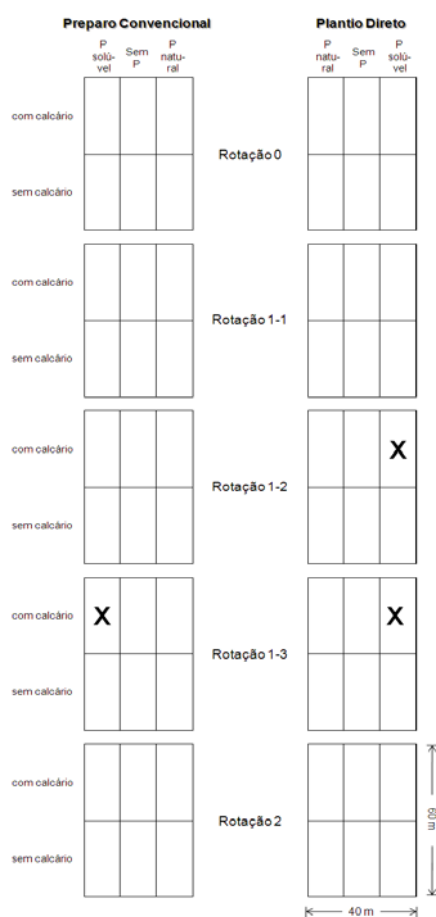 Preparo Convencional Plantio Direto
P solú- vel Sem P P natu- ral P natu- ral Sem P P solú- vel
com calcário
Rotação 0
sem calcário
com calcário
Rotação 1-1
sem calcário
com calcário X
Rotação 1-2
sem calcário
com calcário X X
Rotação 1-3
sem calcário
com calcário
60 m
Rotação 2
sem calcário
40 m